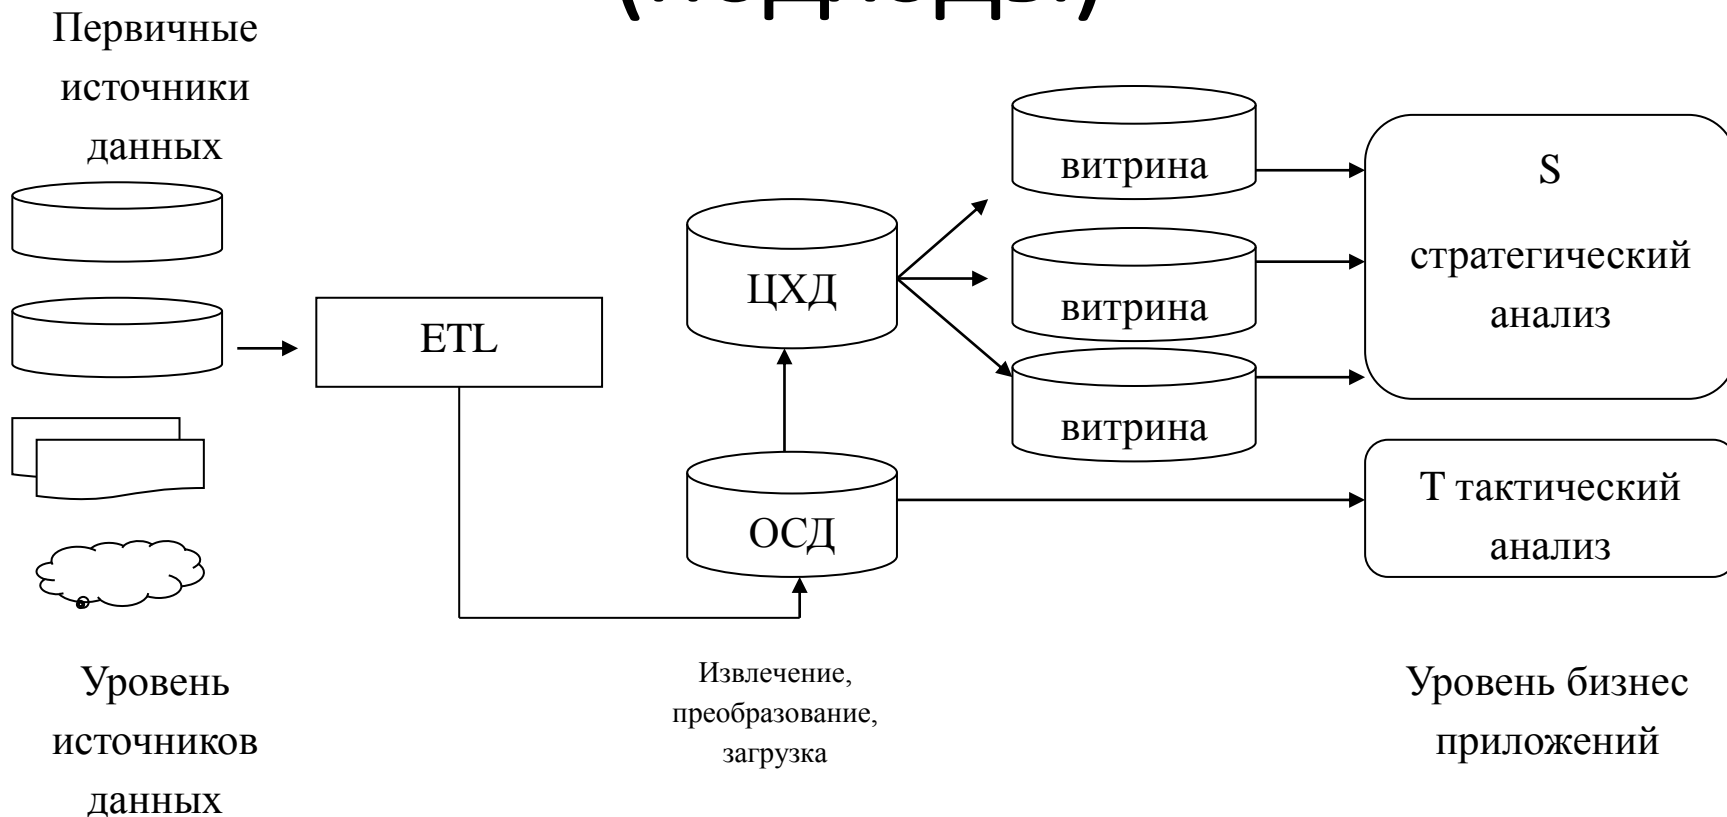 Первичные
источники
данных
витрина
S
стратегический
анализ
ЦХД
витрина
ETL
витрина
Т тактический
анализ
ОСД
Извлечение,
преобразование,
загрузка
Уровень
источников
данных
Уровень бизнес
приложений